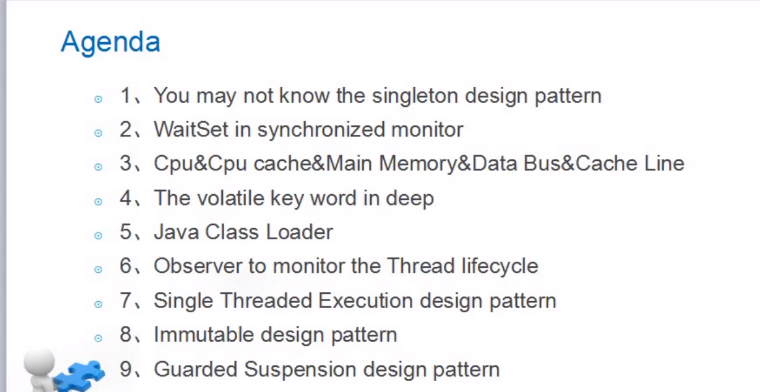 Agenda
1、You may not know the singleton design pattern
2、WaitSet in synchronized monitor
3、Cpu&Cpu cache&Main Memory&Data Bus&Cache Line
4、The volatile key word in deep
5、Java Class Loader
6、Observer to monitor the Thread lifecycle
7、Single Threaded Execution design pattern
8、Immutable design pattern
9、Guarded Suspension design pattern